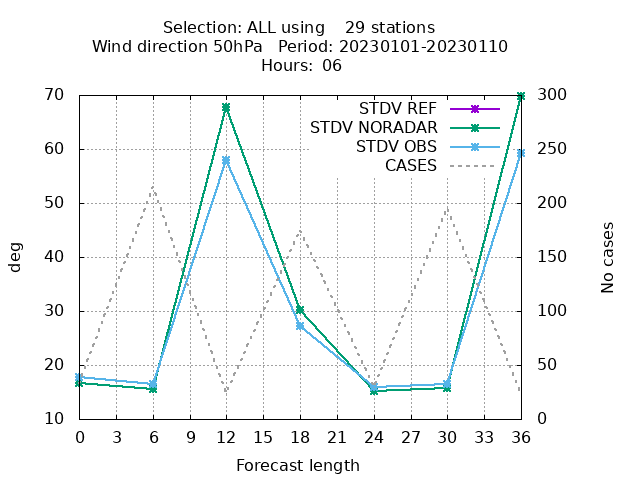 Selection: ALL using    29 stations
Wind direction 50hPa   Period: 20230101-20230110
Hours:  06
70
60
50
40
30
20
10
deg
300
250
200
150
100
50
0
No cases
STDV REF
STDV NORADAR
STDV OBS
CASES
0 3 6 9 12 15 18 21 24 27 30 33 36
Forecast length